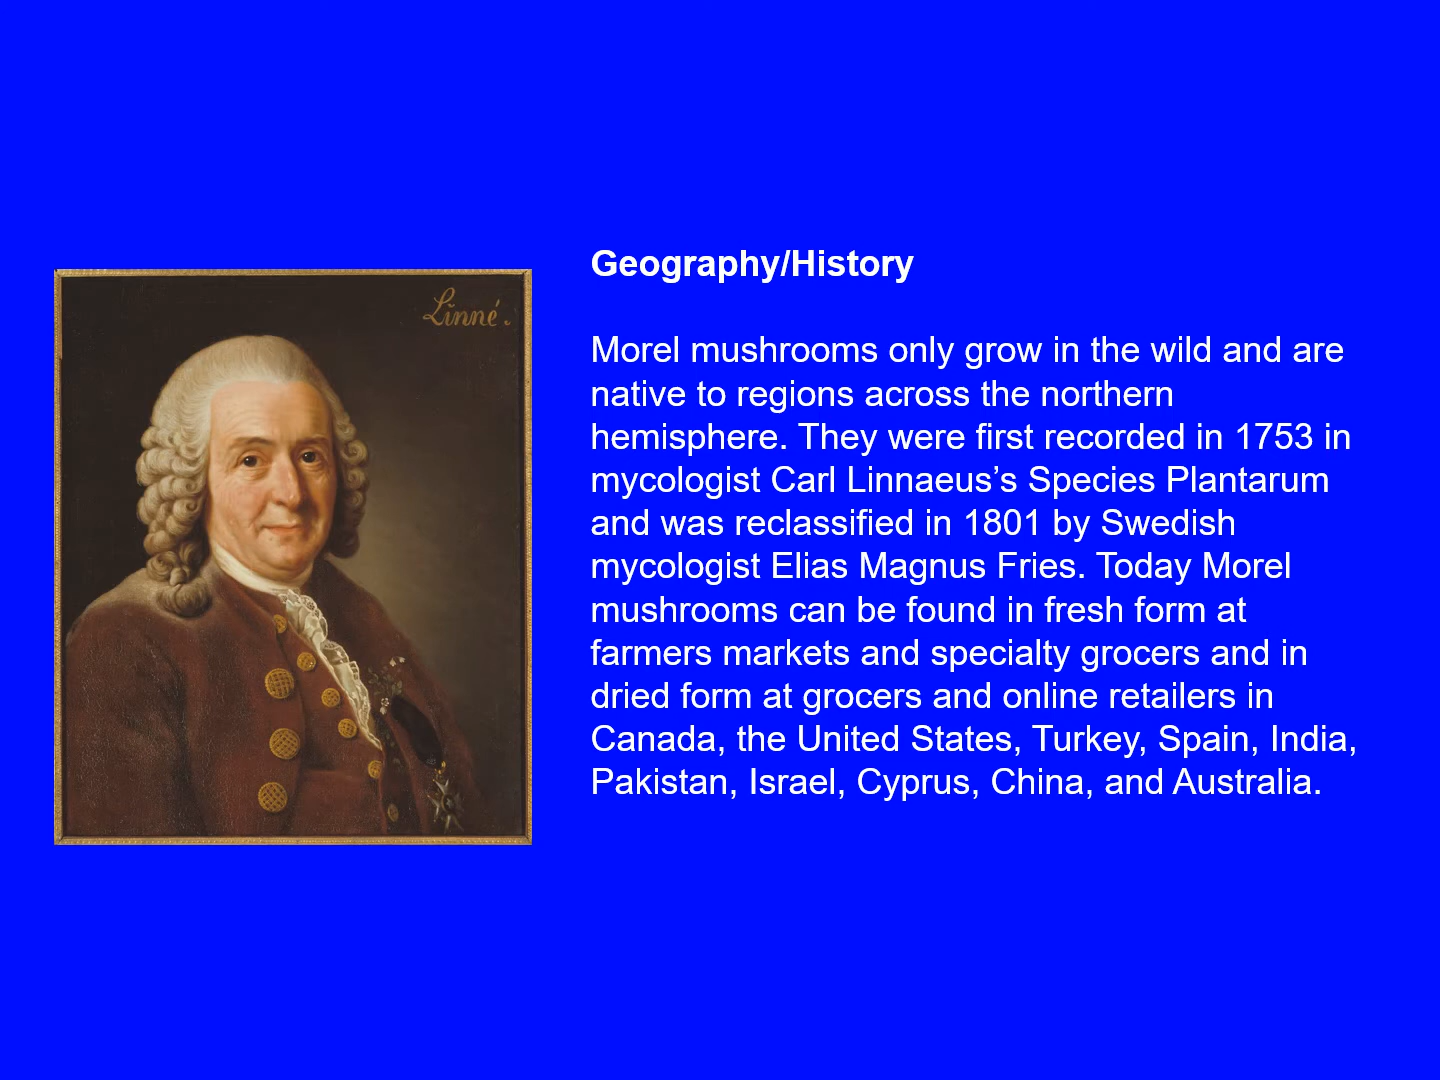 Linné.
Geography/History
Morel mushrooms only grow in the wild and are
native to regions across the northern
hemisphere. They were first recorded in 1753 in
mycologist Carl Linnaeus’s Species Plantarum
and was reclassified in 1801 by Swedish
mycologist Elias Magnus Fries. Today Morel
mushrooms can be found in fresh form at
farmers markets and specialty grocers and in
dried form at grocers and online retailers in
Canada, the United States, Turkey, Spain, India,
Pakistan, Israel, Cyprus, China, and Australia.